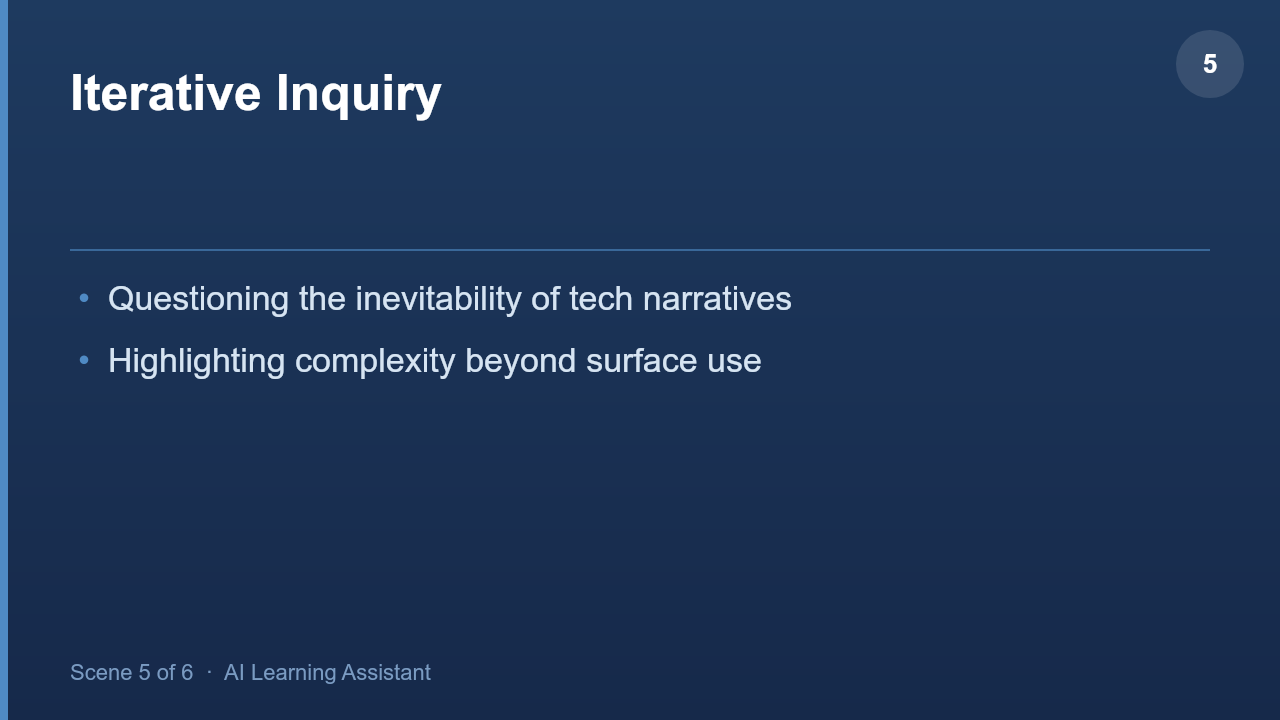 Iterative Inquiry
5
• Questioning the inevitability of tech narratives
• Highlighting complexity beyond surface use
Scene 5 of 6 · AI Learning Assistant